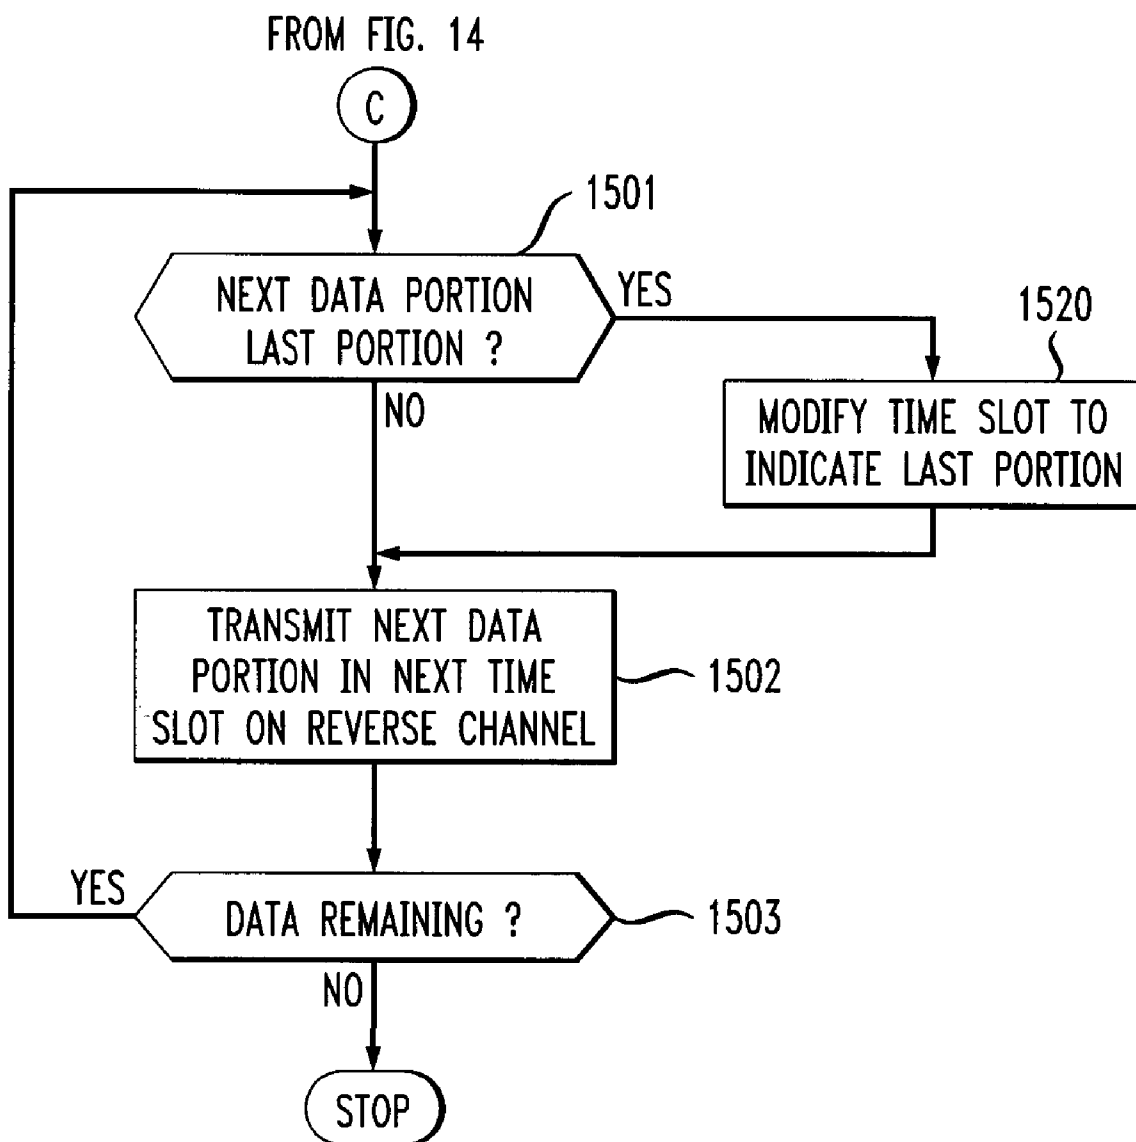 FROM FIG. 14
C
1501
NEXT DATA PORTION
LAST PORTION ?
YES
1520
NO
MODIFY TIME SLOT TO
INDICATE LAST PORTION
TRANSMIT NEXT DATA
PORTION IN NEXT TIME
SLOT ON REVERSE CHANNEL
1502
YES
DATA REMAINING ?
1503
NO
STOP